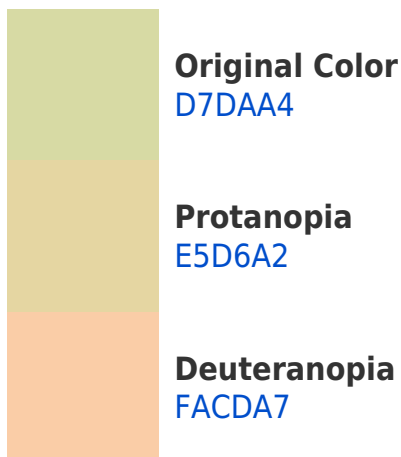 Original Color
D7DAA4
Protanopia
E5D6A2
Deuteranopia
FACDA7